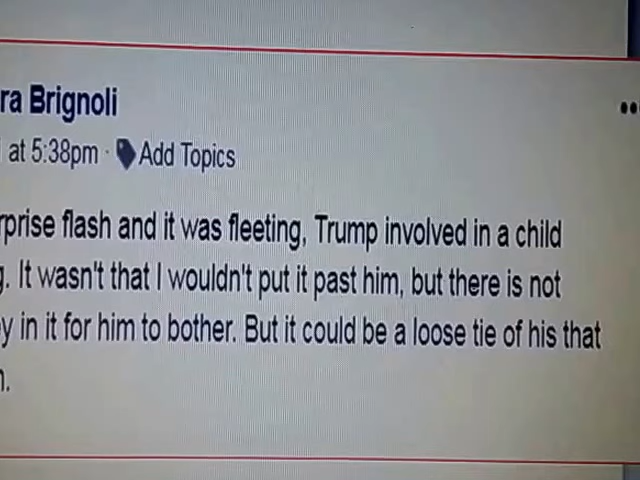 ra Brignoli
at 5:38pm · Add Topics
rprise flash and it was fleeting, Trump involved in a child
g. It wasn't that I wouldn't put it past him, but there is not
y in it for him to bother. But it could be a loose tie of his that